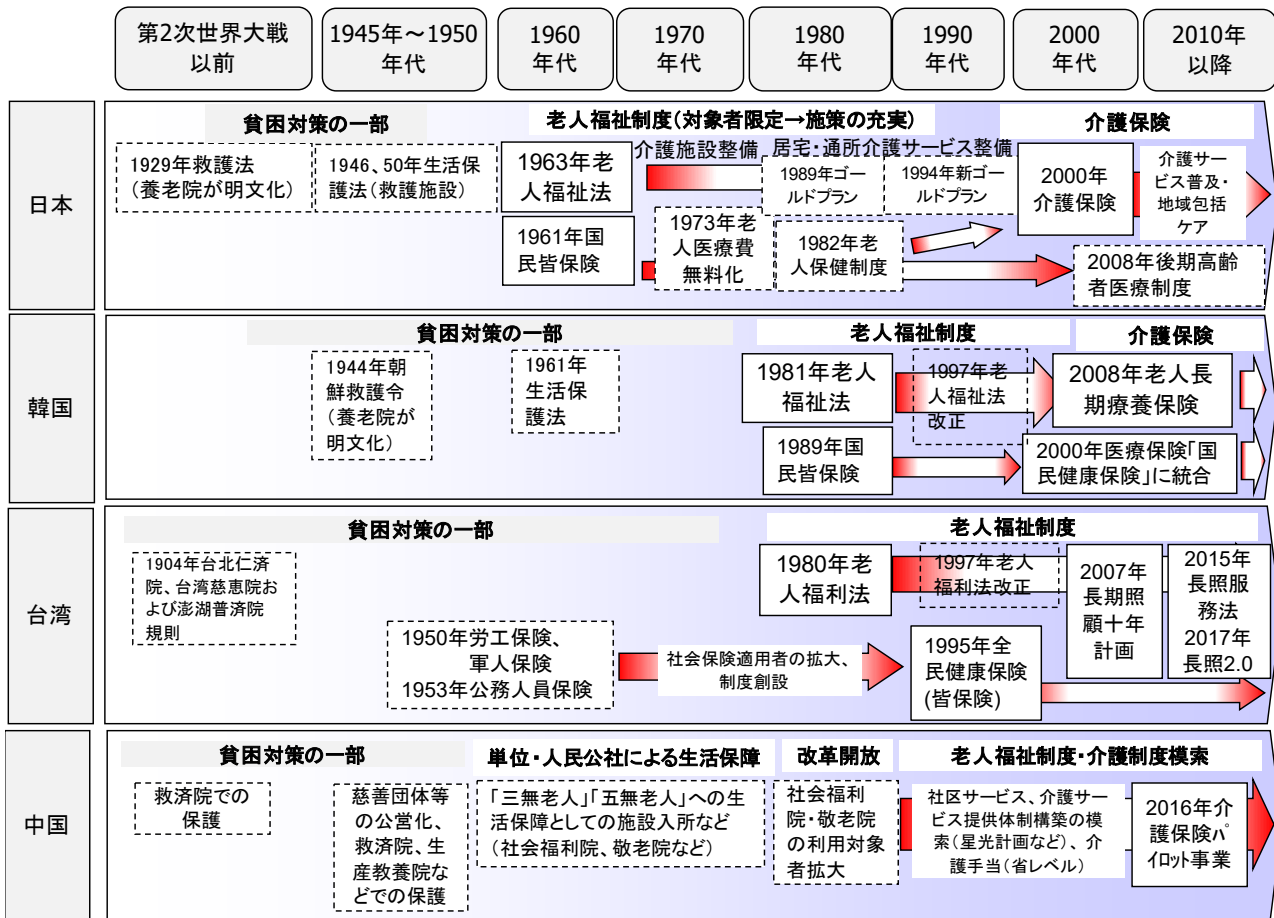 第2次世界大戦
以前
1945年～1950
年代
1960
年代
1970
年代
1980
年代
1990
年代
2000
年代
2010年
以降
日本
貧困対策の一部
老人福祉制度(対象者限定→施策の充実)
介護保険
1929年救護法
(養老院が明文化)
1946、50年生活保
護法(救護施設)
1963年老
人福祉法
介護施設整備
居宅・通所介護サービス整備
1989年ゴー
ルドプラン
1994年新ゴー
ルドプラン
2000年
介護保険
介護サー
ビス普及・
地域包括
ケア
1961年国
民皆保険
1973年老
人医療費
無料化
1982年老
人保健制度
2008年後期高齢
者医療制度
韓国
貧困対策の一部
老人福祉制度
介護保険
1944年朝
鮮救護令
(養老院が
明文化)
1961年
生活保
護法
1981年老人
福祉法
1997年老
人福祉法
改正
2008年老人長
期療養保険
1989年国
民皆保険
2000年医療保険「国
民健康保険」に統合
台湾
貧困対策の一部
老人福祉制度
1904年台北仁済
院、台湾慈恵院お
よび澎湖普済院
規則
1980年老
人福利法
1997年老人
福利法改正
2007年
長期照
顧十年
計画
2015年
長照服
務法
2017年
長照2.0
1950年労工保険、
軍人保険
1953年公務人員保険
社会保険適用者の拡大、
制度創設
1995年全
民健康保険
(皆保険)
中国
貧困対策の一部
単位・人民公社による生活保障
改革開放
老人福祉制度・介護制度模索
救済院での
保護
慈善団体等
の公営化、
救済院、生
産教養院な
どでの保護
「三無老人」「五無老人」への生
活保障としての施設入所など
(社会福利院、敬老院など)
社会福利
院・敬老院
の利用対象
者拡大
社区サービス、介護サー
ビス提供体制構築の模
索(星光計画など)、介
護手当(省レベル)
2016年介
護保険ﾊﾟ
ｲﾛｯﾄ事業